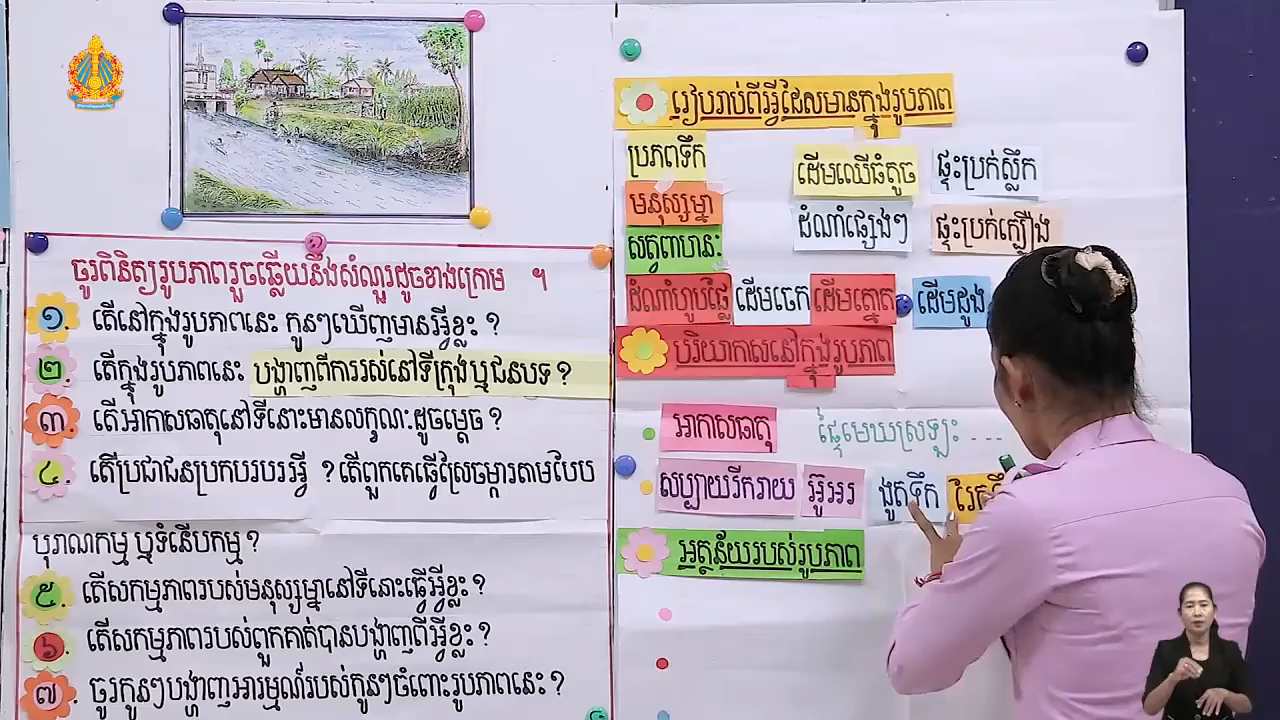 ចូរពិនិត្យរូបភាពរួចឆ្លើយនឹងសំណួរដូចខាងក្រោម ។
១. តើនៅក្នុងរូបភាពនេះ កូនៗឃើញមានអ្វីខ្លះ ?
២. តើក្នុងរូបភាពនេះ បង្ហាញពីការរស់នៅទីក្រុងឬជនបទ ?
៣. តើអាកាសធាតុនៅទីនោះមានលក្ខណៈដូចម្ដេច ?
៤. តើប្រជាជនប្រកបរបរអ្វី ? តើពួកគេធ្វើស្រែចម្ការតាមបែប
បុរាណកម្ម ឬទំនើបកម្ម ?
៥. តើសកម្មភាពរបស់មនុស្សម្នានៅទីនោះធ្វើអ្វីខ្លះ ?
៦. តើសកម្មភាពរបស់ពួកគាត់បានបង្ហាញពីអ្វីខ្លះ ?
៧. ចូរកូនៗបង្ហាញអារម្មណ៍របស់កូនៗចំពោះរូបភាពនេះ ?
រៀបរាប់ពីអ្វីដែលមានក្នុងរូបភាព
ប្រភពទឹក ដើមឈើធំតូច ផ្ទះប្រក់ស្លឹក
មនុស្សម្នា ដំណាំផ្សេងៗ ផ្ទះប្រក់ក្បឿង
សត្វពាហនៈ
ដំណាំហូបផ្លែ ដើមចេក ដើមត្នោត ដើមដូង
បរិយាកាសនៅក្នុងរូបភាព
អាកាសធាតុ ផ្ទៃមេឃស្រឡះ ...
សប្បាយរីករាយ អ៊ូអរ ងូតទឹក
អត្ថន័យរបស់រូបភាព